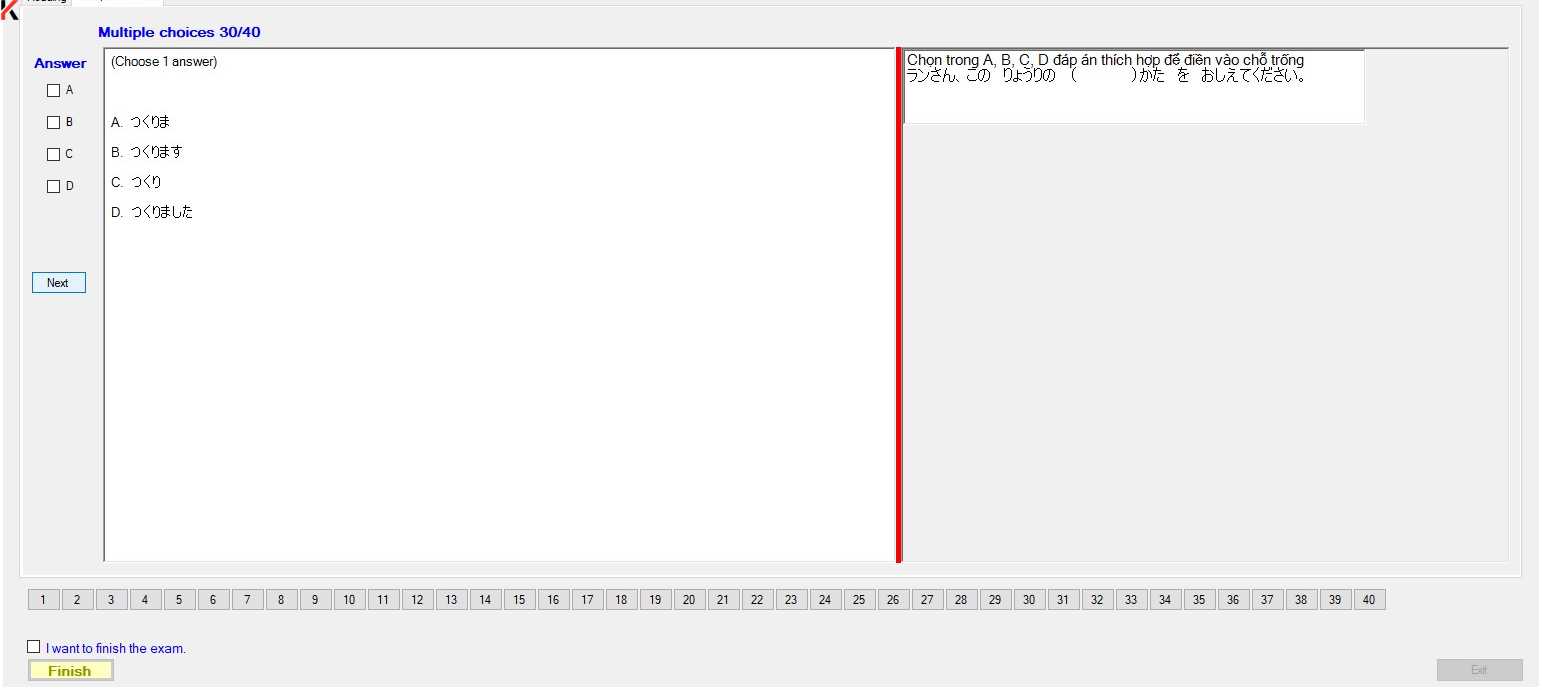 Multiple choices 30/40
Answer
A
B
C
D
Next
(Choose 1 answer)
A. つくりま
B. つくります
C. つくり
D. つくりました
Chọn trong A, B, C, D đáp án thích hợp để điền vào chỗ trống
ランさん、この りょうりの ( )かた を おしえてください。
1 2 3 4 5 6 7 8 9 10 11 12 13 14 15 16 17 18 19 20 21 22 23 24 25 26 27 28 29 30 31 32 33 34 35 36 37 38 39 40
I want to finish the exam.
Finish
Exit